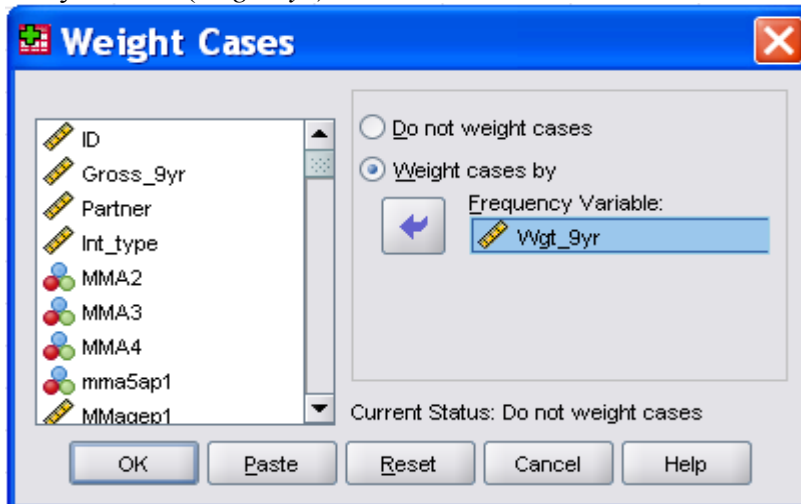 Weight Cases
ID
Gross_9yr
Partner
Int_type
MMA2
MMA3
MMA4
mma5ap1
MMagep1
Do not weight cases
Weight cases by
Frequency Variable:
Wgt_9yr
Current Status: Do not weight cases
OK
Paste
Reset
Cancel
Help